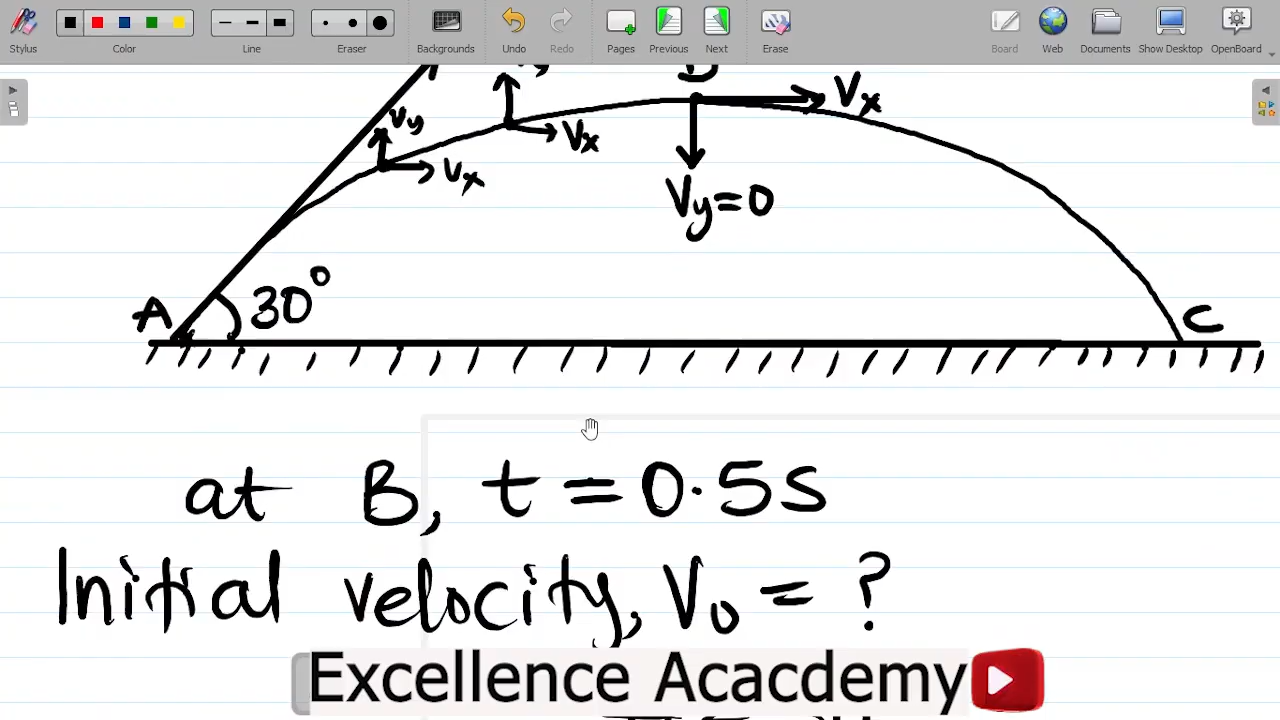 Stylus Color Line Eraser Backgrounds Undo Redo Pages Previous Next Erase Board Web Documents Show Desktop OpenBoard
Vx
Vy
Vx
Vx
Vy=0
A 30° C
at B, t = 0.5s
Initial velocity, V0 = ?
Excellence Acacdemy